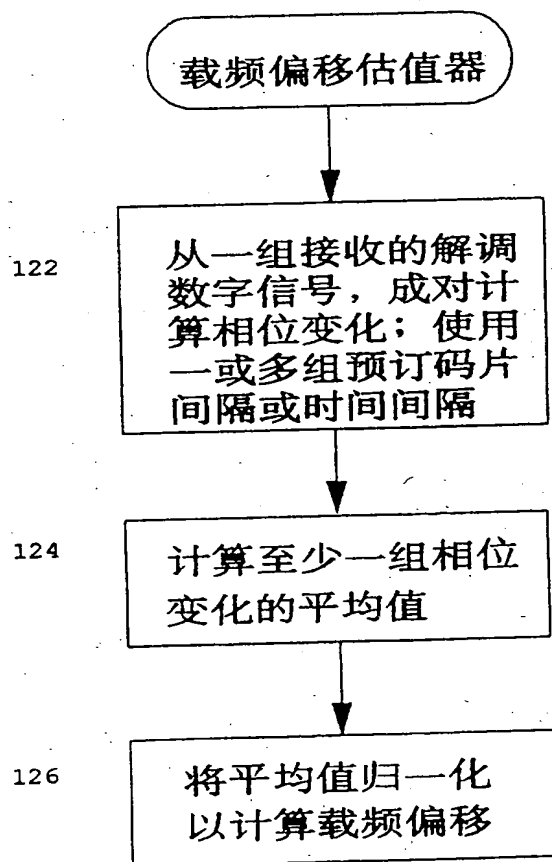 载频偏移估值器
122
从一组接收的解调
数字信号，成对计
算相位变化；使用
一或多组预订码片
间隔或时间间隔
124
计算至少一组相位
变化的平均值
126
将平均值归一化
以计算载频偏移